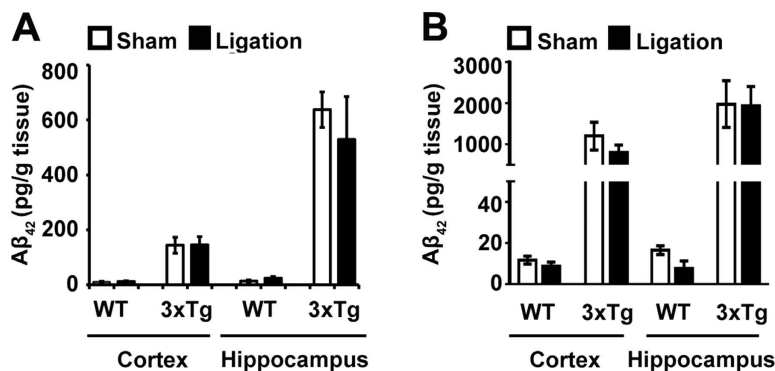 A
Sham Ligation
Aβ42 (pg/g tissue)
800
600
400
200
0
WT 3xTg WT 3xTg
Cortex Hippocampus
B
Sham Ligation
Aβ42 (pg/g tissue)
3000
2000
1000
40
20
0
WT 3xTg WT 3xTg
Cortex Hippocampus